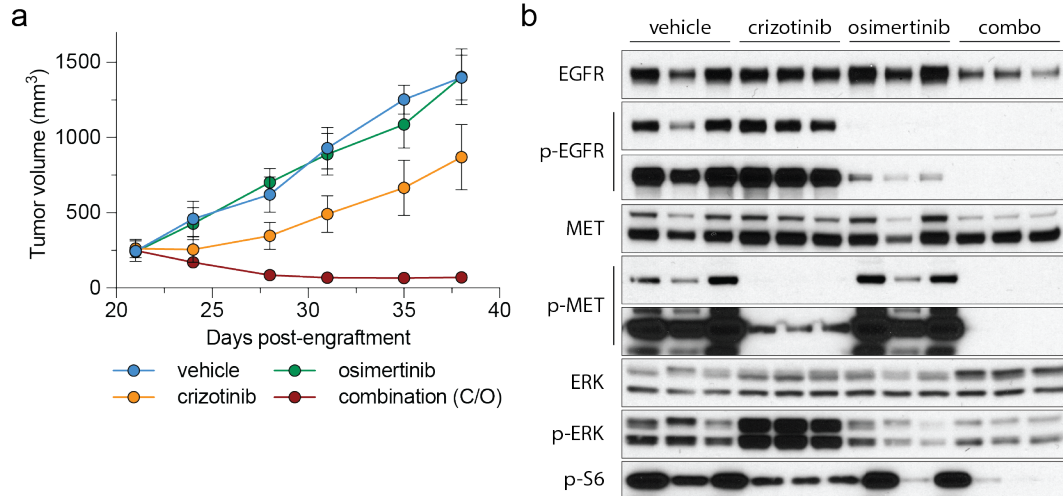 a
Tumor volume (mm³)
1500
1000
500
0
20
25
30
35
40
Days post-engraftment
vehicle
osimertinib
crizotinib
combination (C/O)
b
vehicle crizotinib osimertinib combo
EGFR
p-EGFR
MET
p-MET
ERK
p-ERK
p-S6